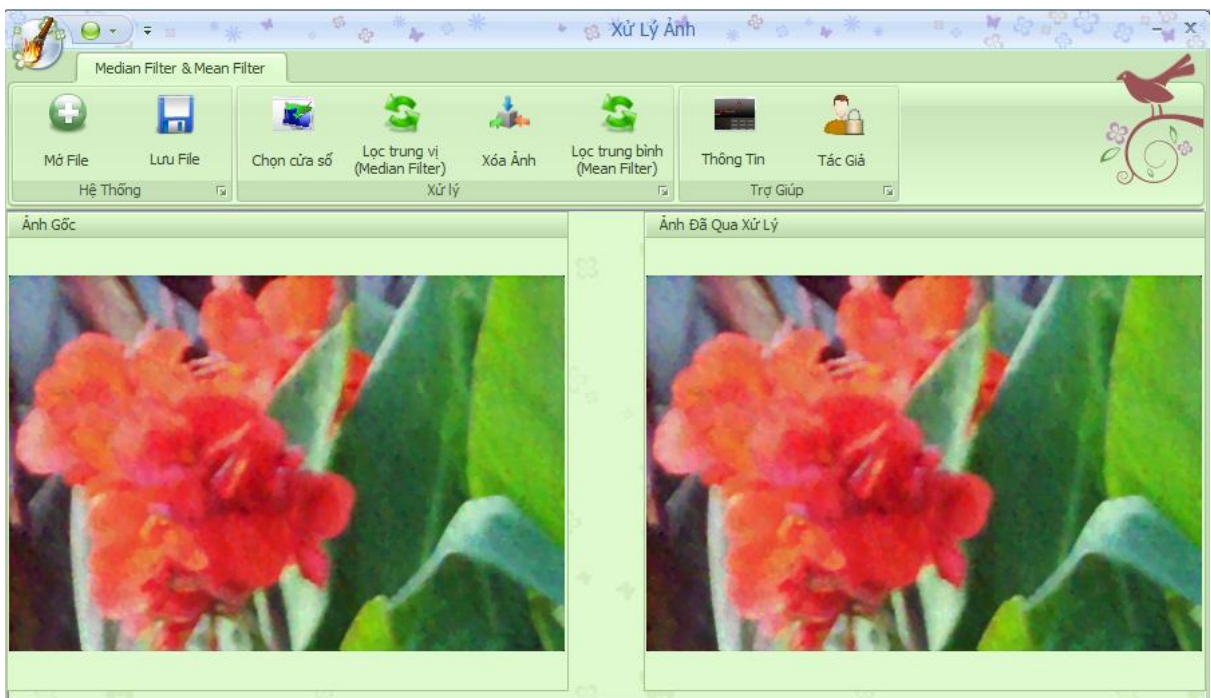 Xử Lý Ảnh
Median Filter & Mean Filter
Mở File
Lưu File
Chọn cửa sổ
Lọc trung vị
(Median Filter)
Xóa Ảnh
Lọc trung bình
(Mean Filter)
Thông Tin
Tác Giả
Hệ Thống
Xử lý
Trợ Giúp
Ảnh Gốc
Ảnh Đã Qua Xử Lý